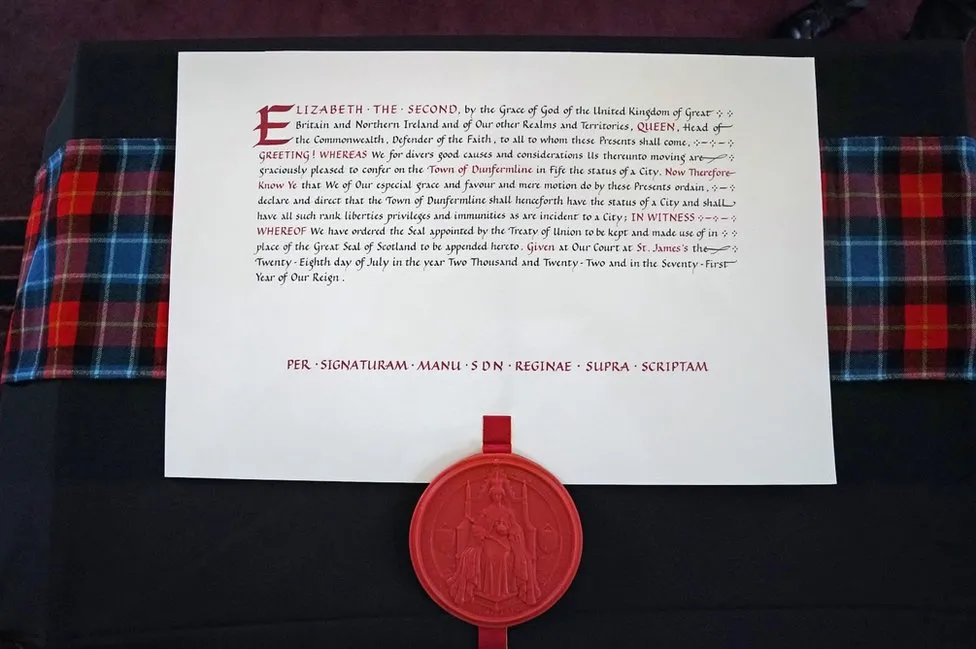 ELIZABETH · THE · SECOND, by the Grace of God of the United Kingdom of Great
Britain and Northern Ireland and of Our other Realms and Territories, QUEEN, Head of
the Commonwealth, Defender of the Faith, to all to whom these Presents shall come,
GREETING! WHEREAS We for divers good causes and considerations Us thereunto moving are
graciously pleased to confer on the Town of Dunfermline in Fife the status of a City. Now Therefore
Know Ye that We of Our especial grace and favour and mere motion do by these Presents ordain,
declare and direct that the Town of Dunfermline shall henceforth have the status of a City and shall
have all such rank liberties privileges and immunities as are incident to a City; IN WITNESS
WHEREOF We have ordered the Seal appointed by the Treaty of Union to be kept and made use of in
place of the Great Seal of Scotland to be appended hereto. Given at Our Court at St. James's the
Twenty-Eighth day of July in the year Two Thousand and Twenty-Two and in the Seventy-First
Year of Our Reign.
PER · SIGNATURAM · MANU · S D N · REGINAE · SUPRA · SCRIPTAM